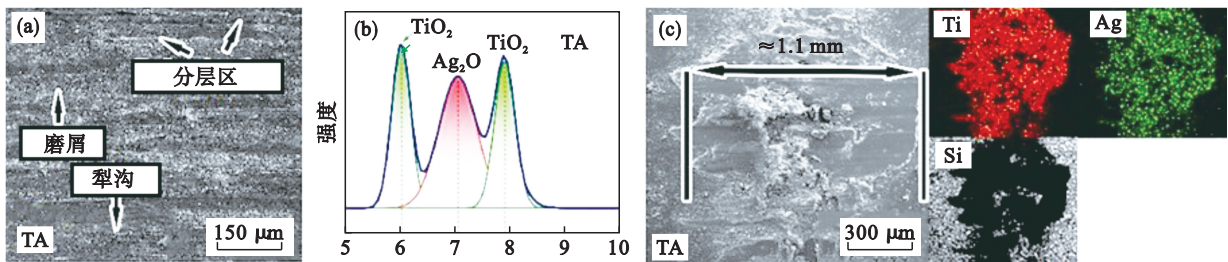 (a)
分层区
磨屑
犁沟
TA
150 μm
(b)
TiO₂
TiO₂
TA
Ag₂O
强度
5 6 7 8 9 10
(c)
≈1.1 mm
TA
300 μm
Ti
Ag
Si